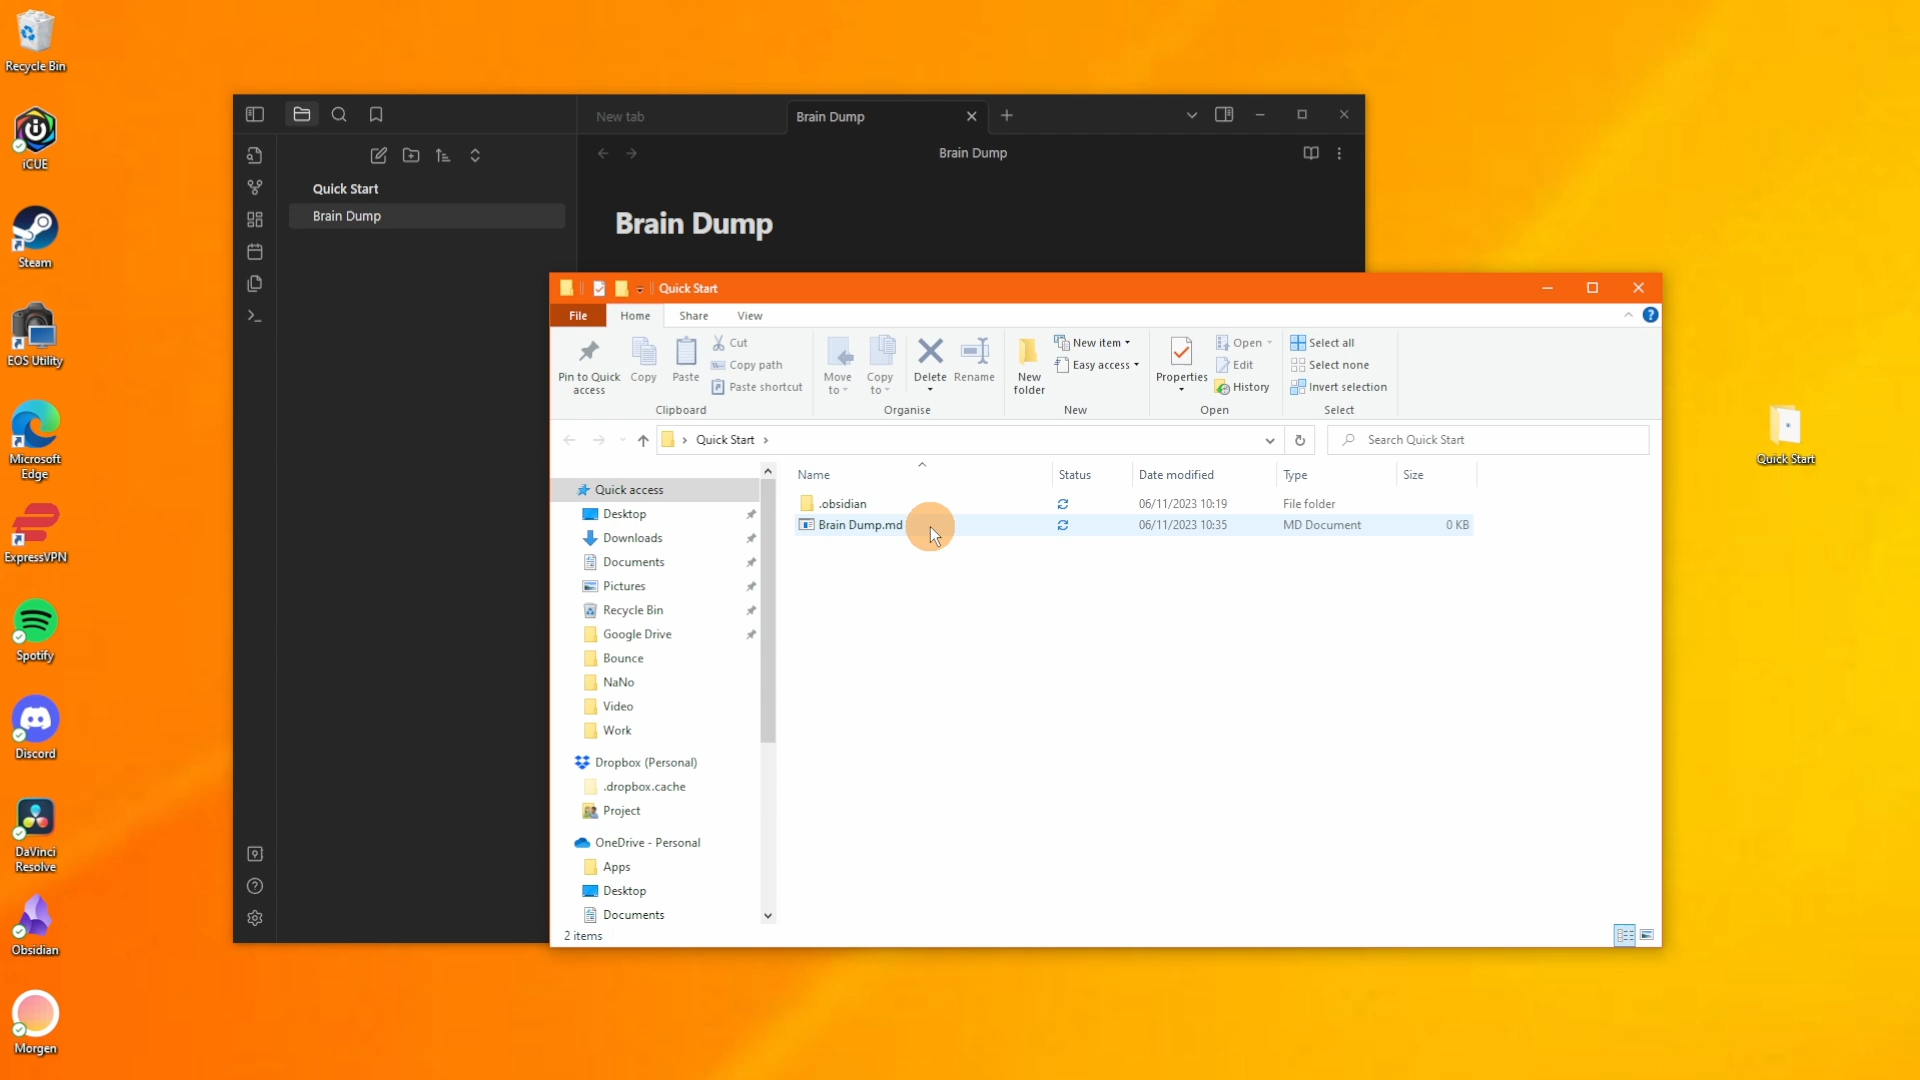 Recycle Bin
iCUE
Steam
EOS Utility
Microsoft
Edge
ExpressVPN
Spotify
Discord
DaVinci
Resolve
Obsidian
Morgen
New tab
Brain Dump
Brain Dump
Quick Start
Brain Dump
Brain Dump
Quick Start
File Home Share View
Pin to Quick
access
Copy
Paste
Cut
Copy path
Paste shortcut
Clipboard
Move
to
Copy
to
Delete
Rename
Organise
New
folder
New item
Easy access
New
Properties
Open
Edit
History
Open
Select all
Select none
Invert selection
Select
Quick Start
Search Quick Start
Quick access
Desktop
Downloads
Documents
Pictures
Recycle Bin
Google Drive
Bounce
NaNo
Video
Work
Dropbox (Personal)
.dropbox.cache
Project
OneDrive - Personal
Apps
Desktop
Documents
Name Status Date modified Type Size
.obsidian 06/11/2023 10:19 File folder
Brain Dump.md 06/11/2023 10:35 MD Document 0 KB
2 items
Quick Start